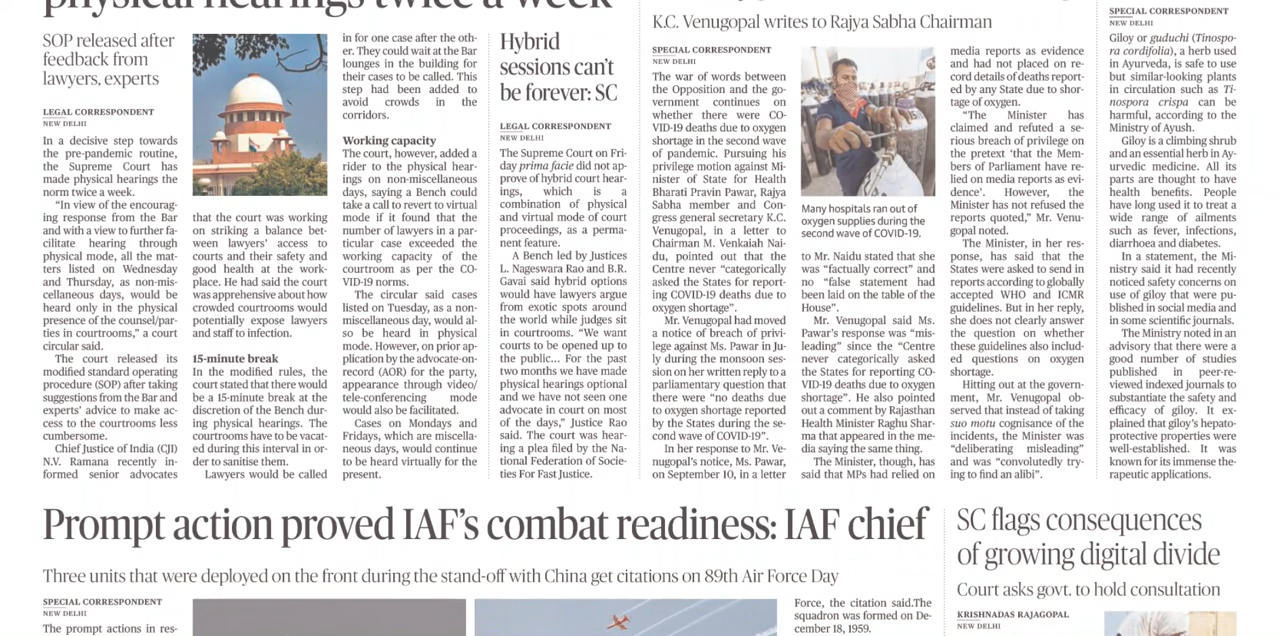 physical hearings twice a week
SOP released after
feedback from
lawyers, experts
LEGAL CORRESPONDENT
NEW DELHI
In a decisive step towards
the pre-pandemic routine,
the Supreme Court has
made physical hearings the
norm twice a week.
“In view of the encourag-
ing response from the Bar
and with a view to further fa-
cilitate hearing through
physical mode, all the mat-
ters listed on Wednesday
and Thursday, as non-mis-
cellaneous days, would be
heard only in the physical
presence of the counsel/par-
ties in courtrooms,” a court
circular said.
The court released its
modified standard operating
procedure (SOP) after taking
suggestions from the Bar and
experts’ advice to make ac-
cess to the courtrooms less
cumbersome.
Chief Justice of India (CJI)
N.V. Ramana recently in-
formed senior advocates
that the court was working
on striking a balance bet-
ween lawyers’ access to
courts and their safety and
good health at the work-
place. He had said the court
was apprehensive about how
crowded courtrooms would
potentially expose lawyers
and staff to infection.
15-minute break
In the modified rules, the
court stated that there would
be a 15-minute break at the
discretion of the Bench dur-
ing physical hearings. The
courtrooms have to be vacat-
ed during this interval in or-
der to sanitise them.
Lawyers would be called
in for one case after the oth-
er. They could wait at the Bar
lounges in the building for
their cases to be called. This
step had been added to
avoid crowds in the
corridors.
Working capacity
The court, however, added a
rider to the physical hear-
ings on non-miscellaneous
days, saying a Bench could
take a call to revert to virtual
mode if it found that the
number of lawyers in a par-
ticular case exceeded the
working capacity of the
courtroom as per the CO-
VID-19 norms.
The circular said cases
listed on Tuesday, as a non-
miscellaneous day, would al-
so be heard in physical
mode. However, on prior ap-
plication by the advocate-on-
record (AOR) for the party,
appearance through video/
tele-conferencing mode
would also be facilitated.
Cases on Mondays and
Fridays, which are miscella-
neous days, would continue
to be heard virtually for the
present.
Hybrid
sessions can’t
be forever: SC
LEGAL CORRESPONDENT
NEW DELHI
The Supreme Court on Fri-
day prima facie did not ap-
prove of hybrid court hear-
ings, which is a
combination of physical
and virtual mode of court
proceedings, as a perma-
nent feature.
A Bench led by Justices
L. Nageswara Rao and B.R.
Gavai said hybrid options
would have lawyers argue
from exotic spots around
the world while judges sit
in courtrooms. “We want
courts to be opened up to
the public... For the past
two months we have made
physical hearings optional
and we have not seen one
advocate in court on most
of the days,” Justice Rao
said. The court was hear-
ing a plea filed by the Na-
tional Federation of Socie-
ties For Fast Justice.
K.C. Venugopal writes to Rajya Sabha Chairman
SPECIAL CORRESPONDENT
NEW DELHI
The war of words between
the Opposition and the go-
vernment continues on
whether there were CO-
VID-19 deaths due to oxygen
shortage in the second wave
of pandemic. Pursuing his
privilege motion against Mi-
nister of State for Health
Bharati Pravin Pawar, Rajya
Sabha member and Con-
gress general secretary K.C.
Venugopal, in a letter to
Chairman M. Venkaiah Nai-
du, pointed out that the
Centre never “categorically
asked the States for report-
ing COVID-19 deaths due to
oxygen shortage”.
Mr. Venugopal had moved
a notice of breach of privi-
lege against Ms. Pawar in Ju-
ly during the monsoon ses-
sion on her written reply to a
parliamentary question that
there were “no deaths due
to oxygen shortage reported
by the States during the se-
cond wave of COVID-19”.
In her response to Mr. Ve-
nugopal’s notice, Ms. Pawar,
on September 10, in a letter
Many hospitals ran out of
oxygen supplies during the
second wave of COVID-19.
to Mr. Naidu stated that she
was “factually correct” and
no “false statement had
been laid on the table of the
House”.
Mr. Venugopal said Ms.
Pawar’s response was “mis-
leading” since the “Centre
never categorically asked
the States for reporting CO-
VID-19 deaths due to oxygen
shortage”. He also pointed
out a comment by Rajasthan
Health Minister Raghu Shar-
ma that appeared in the me-
dia saying the same thing.
The Minister, though, has
said that MPs had relied on
media reports as evidence
and had not placed on re-
cord details of deaths report-
ed by any State due to shor-
tage of oxygen.
“The Minister has
claimed and refuted a se-
rious breach of privilege on
the pretext ‘that the Mem-
bers of Parliament have re-
lied on media reports as evi-
dence’. However, the
Minister has not refused the
reports quoted,” Mr. Venu-
gopal noted.
The Minister, in her res-
ponse, has said that the
States were asked to send in
reports according to globally
accepted WHO and ICMR
guidelines. But in her reply,
she does not clearly answer
the question on whether
these guidelines also includ-
ed questions on oxygen
shortage.
Hitting out at the govern-
ment, Mr. Venugopal ob-
served that instead of taking
suo motu cognisance of the
incidents, the Minister was
“deliberating misleading”
and was “convolutedly try-
ing to find an alibi”.
SPECIAL CORRESPONDENT
NEW DELHI
Giloy or guduchi (Tinospo-
ra cordifolia), a herb used
in Ayurveda, is safe to use
but similar-looking plants
in circulation such as Ti-
nospora crispa can be
harmful, according to the
Ministry of Ayush.
Giloy is a climbing shrub
and an essential herb in Ay-
urvedic medicine. All its
parts are thought to have
health benefits. People
have long used it to treat a
wide range of ailments
such as fever, infections,
diarrhoea and diabetes.
In a statement, the Mi-
nistry said it had recently
noticed safety concerns on
use of giloy that were pu-
blished in social media and
in some scientific journals.
The Ministry noted in an
advisory that there were a
good number of studies
published in peer-re-
viewed indexed journals to
substantiate the safety and
efficacy of giloy. It ex-
plained that giloy’s hepato-
protective properties were
well-established. It was
known for its immense the-
rapeutic applications.
Prompt action proved IAF’s combat readiness: IAF chief
Three units that were deployed on the front during the stand-off with China get citations on 89th Air Force Day
SPECIAL CORRESPONDENT
NEW DELHI
The prompt actions in res-
Force, the citation said.The
squadron was formed on De-
cember 18, 1959.
SC flags consequences
of growing digital divide
Court asks govt. to hold consultation
KRISHNADAS RAJAGOPAL
NEW DELHI